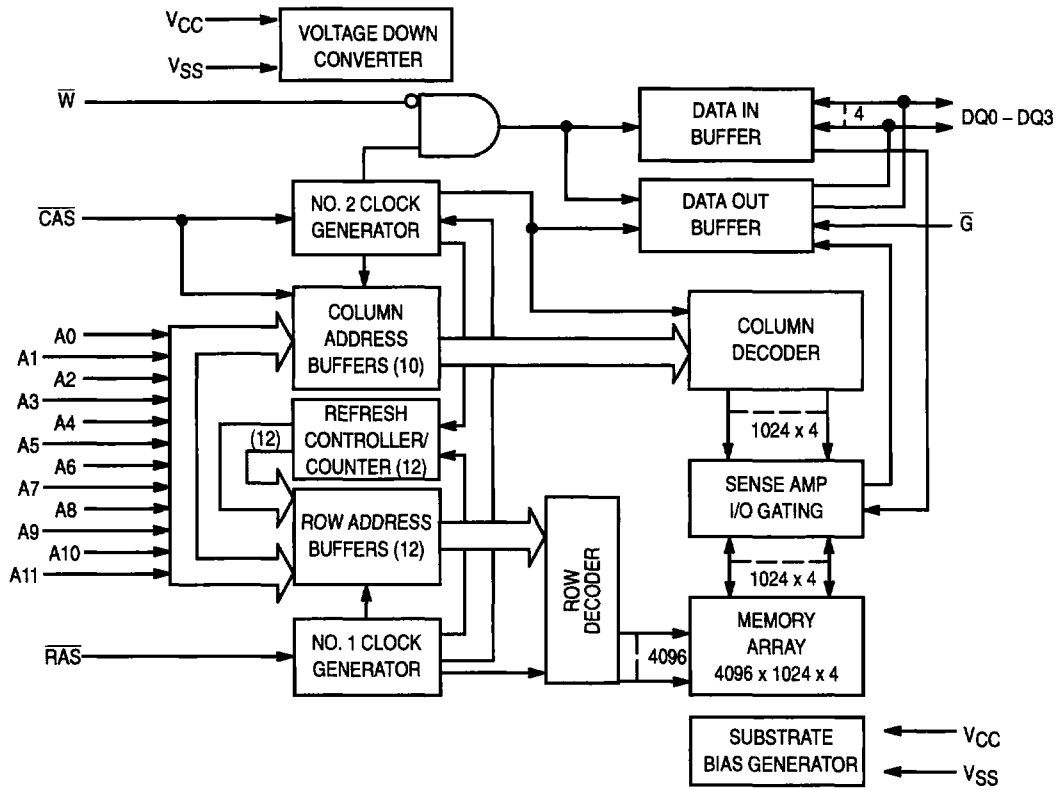 VCC
VSS
VOLTAGE DOWN
CONVERTER
W̅
DATA IN
BUFFER
4
DQ0 – DQ3
C̅A̅S̅
NO. 2 CLOCK
GENERATOR
DATA OUT
BUFFER
G̅
COLUMN
ADDRESS
BUFFERS (10)
COLUMN
DECODER
A0
A1
A2
A3
A4
A5
A6
A7
A8
A9
A10
A11
(12)
REFRESH
CONTROLLER/
COUNTER (12)
1024 x 4
SENSE AMP
I/O GATING
ROW ADDRESS
BUFFERS (12)
ROW
DECODER
1024 x 4
R̅A̅S̅
NO. 1 CLOCK
GENERATOR
4096
MEMORY
ARRAY
4096 x 1024 x 4
SUBSTRATE
BIAS GENERATOR
VCC
VSS